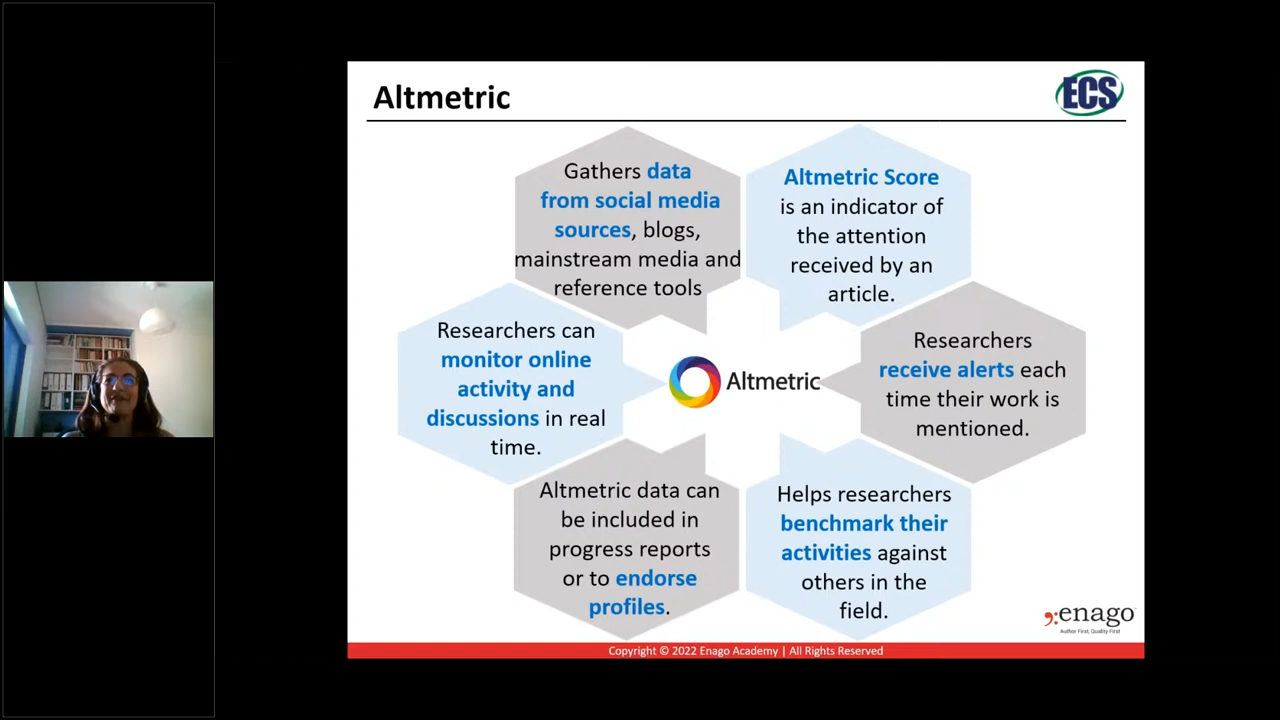 Altmetric
ECS
Gathers data
from social media
sources, blogs,
mainstream media and
reference tools
Altmetric Score
is an indicator of
the attention
received by an
article.
Researchers can
monitor online
activity and
discussions in real
time.
Altmetric
Researchers
receive alerts each
time their work is
mentioned.
Altmetric data can
be included in
progress reports
or to endorse
profiles.
Helps researchers
benchmark their
activities against
others in the
field.
enago
Author First, Quality First
Copyright © 2022 Enago Academy | All Rights Reserved